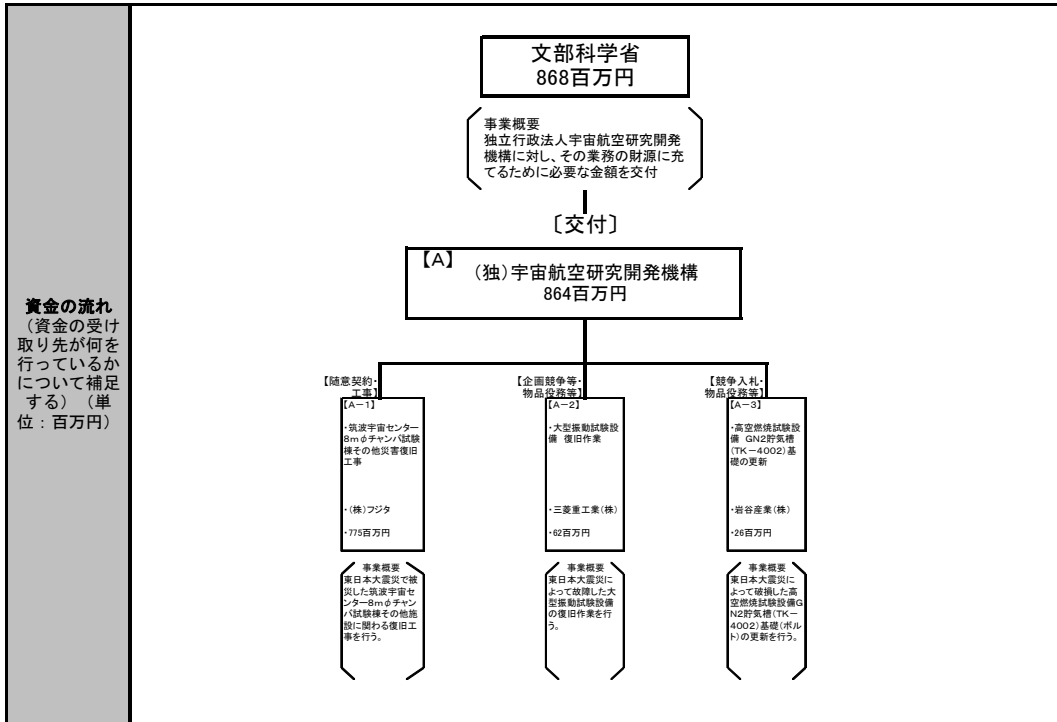 資金の流れ
（資金の受け
取り先が何を
行っているか
について補足
する）（単
位：百万円）
文部科学省
868百万円
事業概要
独立行政法人宇宙航空研究開発
機構に対し、その業務の財源に充
てるために必要な金額を交付
〔交付〕
【A】
（独）宇宙航空研究開発機構
864百万円
【随意契約・
工事】
【A－1】
・筑波宇宙センター
8mφチャンバ試験
棟その他災害復旧
工事
・(株)フジタ
・775百万円
事業概要
東日本大震災で被
災した筑波宇宙セ
ンター8mφチャン
バ試験棟その他施
設に関わる復旧工
事を行う。
【企画競争等・
物品役務等】
【A－2】
・大型振動試験設
備 復旧作業
・三菱重工業(株)
・62百万円
事業概要
東日本大震災に
よって故障した大
型振動試験設備
の復旧作業を行
う。
【競争入札・
物品役務等】
【A－3】
・高空燃焼試験設
備 GN2貯気槽
(TK－4002)基
礎の更新
・岩谷産業(株)
・26百万円
事業概要
東日本大震災に
よって破損した高
空燃焼試験設備G
N2貯気槽(TK－
4002)基礎(ボル
ト)の更新を行う。